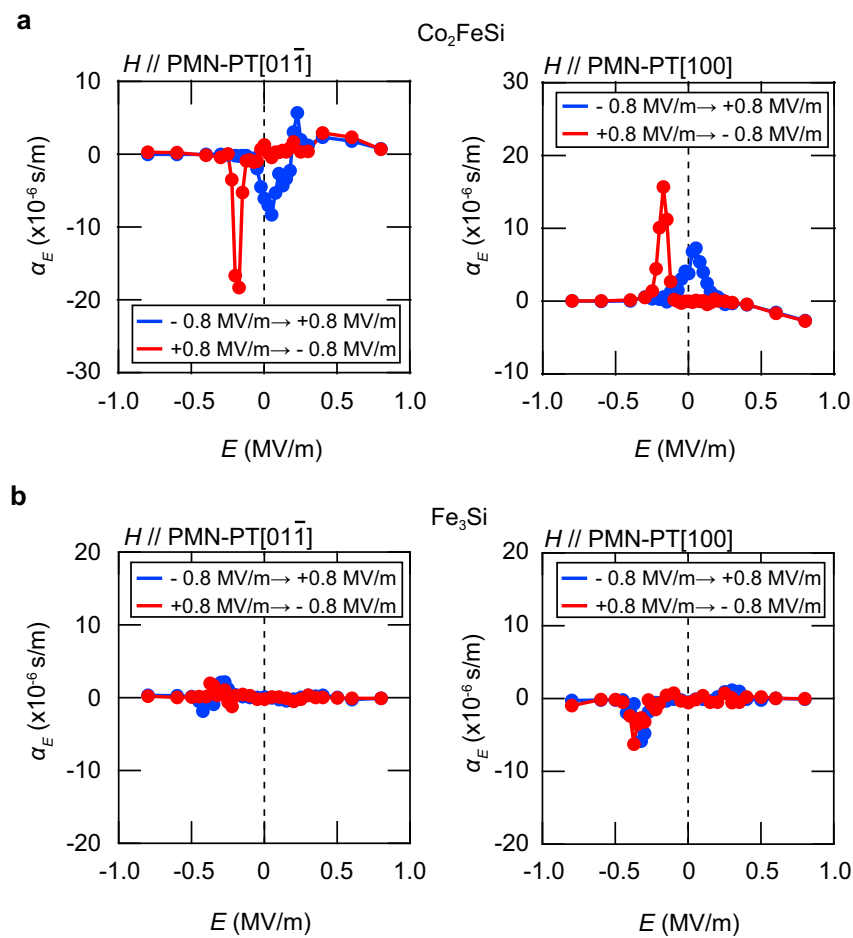 a
Co₂FeSi
H // PMN-PT[011̅]
10
0
-10
-20
-30
α_E (x10⁻⁶ s/m)
- 0.8 MV/m→ +0.8 MV/m
+0.8 MV/m→ - 0.8 MV/m
-1.0 -0.5 0 0.5 1.0
E (MV/m)
H // PMN-PT[100]
30
20
10
0
-10
α_E (x10⁻⁶ s/m)
- 0.8 MV/m→ +0.8 MV/m
+0.8 MV/m→ - 0.8 MV/m
-1.0 -0.5 0 0.5 1.0
E (MV/m)
b
Fe₃Si
H // PMN-PT[011̅]
20
10
0
-10
-20
α_E (x10⁻⁶ s/m)
- 0.8 MV/m→ +0.8 MV/m
+0.8 MV/m→ - 0.8 MV/m
-1.0 -0.5 0 0.5 1.0
E (MV/m)
H // PMN-PT[100]
20
10
0
-10
-20
α_E (x10⁻⁶ s/m)
- 0.8 MV/m→ +0.8 MV/m
+0.8 MV/m→ - 0.8 MV/m
-1.0 -0.5 0 0.5 1.0
E (MV/m)